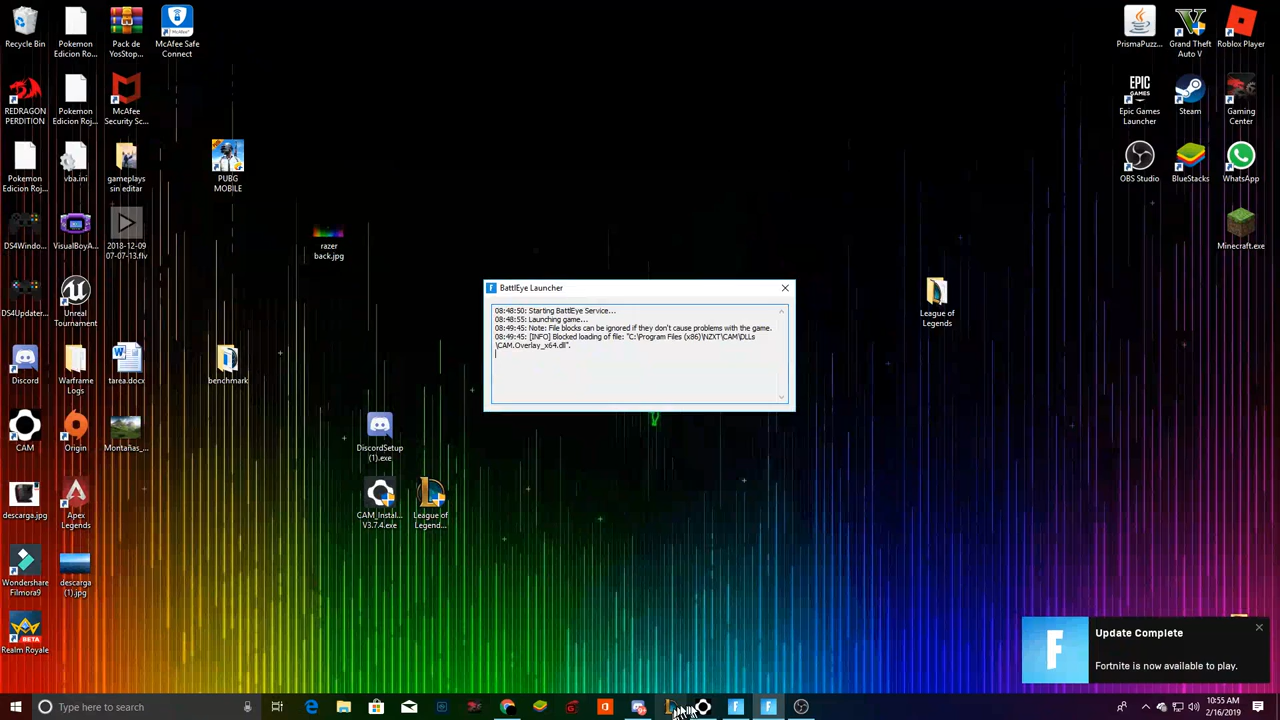 Recycle Bin
Pokemon
Edicion Ro...
Pack de
YosStop...
McAfee Safe
Connect
REDRAGON
PERDITION
Pokemon
Edicion Roj...
McAfee
Security Sc...
Pokemon
Edicion Roj...
vba.ini
gameplays
sin editar
PUBG
MOBILE
DS4Windo...
VisualBoyA...
2018-12-09
07-07-13.flv
razer
back.jpg
DS4Updater...
Unreal
Tournament
Discord
Warframe
Logs
tarea.docx
benchmark
CAM
Origin
Montañas_...
DiscordSetup
(1).exe
descarga.jpg
Apex
Legends
CAM_Instal...
V3.7.4.exe
League of
Legend...
Wondershare
Filmora9
descarga
(1).jpg
Realm Royale
BETA
BattlEye Launcher
08:48:50: Starting BattlEye Service...
08:48:55: Launching game...
08:49:45: Note: File blocks can be ignored if they don't cause problems with the game.
08:49:45: [INFO] Blocked loading of file: "C:\Program Files (x86)\NZXT\CAM\DLLs
\CAM.Overlay_x64.dll".
PrismaPuzz...
Grand Theft
Auto V
Roblox Player
EPIC
GAMES
Epic Games
Launcher
Steam
Gaming
Center
OBS Studio
BlueStacks
WhatsApp
Minecraft.exe
League of
Legends
Update Complete
Fortnite is now available to play.
Type here to search
10:55 AM
2/16/2019